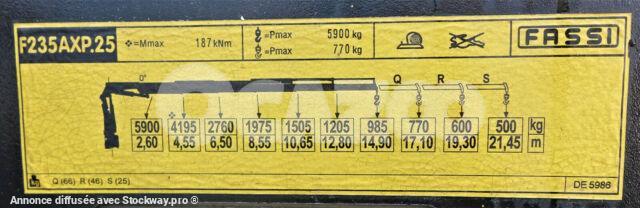 F235AXP.25
=Mmax 187kNm
=Pmax 5900 kg
=Pmax 770 kg
FASSI
0°
Q R S
5900 4195 2760 1975 1505 1205 985 770 600 500 kg
2,60 4,55 6,50 8,55 10,65 12,80 14,90 17,10 19,30 21,45 m
kg
Q (66) R (46) S (25)
DE 5986
Annonce diffusée avec Stockway.pro ®